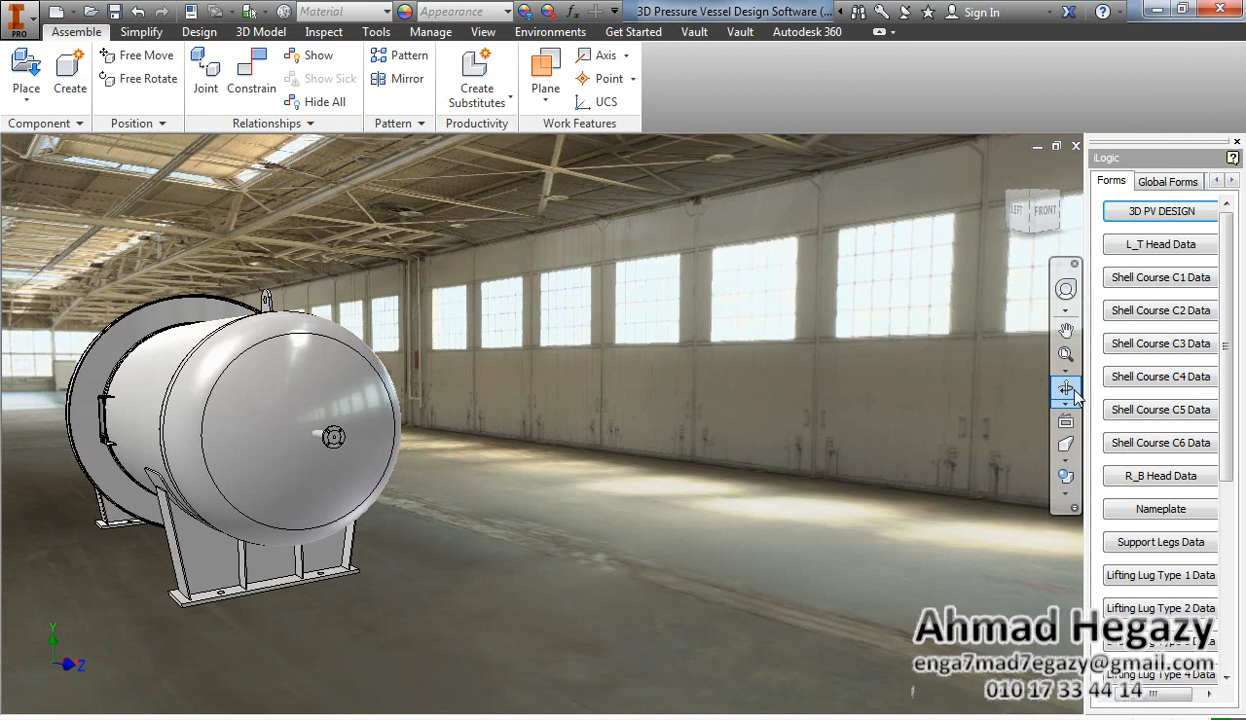 I
PRO
Material
Appearance
fx
3D Pressure Vessel Design Software (...
Sign In
Assemble
Simplify
Design
3D Model
Inspect
Tools
Manage
View
Environments
Get Started
Vault
Vault
Autodesk 360
Place
Create
Free Move
Free Rotate
Joint
Constrain
Show
Show Sick
Hide All
Pattern
Mirror
Create
Substitutes
Plane
Axis
Point
UCS
Component
Position
Relationships
Pattern
Productivity
Work Features
iLogic
Forms
Global Forms
3D PV DESIGN
L_T Head Data
Shell Course C1 Data
Shell Course C2 Data
Shell Course C3 Data
Shell Course C4 Data
Shell Course C5 Data
Shell Course C6 Data
R_B Head Data
Nameplate
Support Legs Data
Lifting Lug Type 1 Data
Lifting Lug Type 2 Data
Lifting Lug Type 4 Data
LEFT
FRONT
Y
Z
Ahmad Hegazy
enga7mad7egazy@gmail.com
010 17 33 44 14